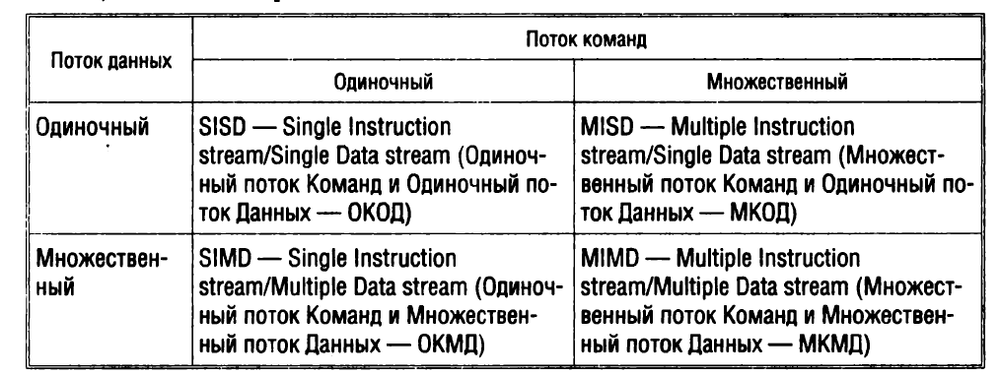 Поток данных
Поток команд
Одиночный
Множественный
Одиночный
SISD — Single Instruction
stream/Single Data stream (Одиноч-
ный поток Команд и Одиночный по-
ток Данных — ОКОД)
MISD — Multiple Instruction
stream/Single Data stream (Множест-
венный поток Команд и Одиночный по-
ток Данных — МКОД)
Множествен-
ный
SIMD — Single Instruction
stream/Multiple Data stream (Одиноч-
ный поток Команд и Множествен-
ный поток Данных — ОКМД)
MIMD — Multiple Instruction
stream/Multiple Data stream (Множест-
венный поток Команд и Множествен-
ный поток Данных — МКМД)